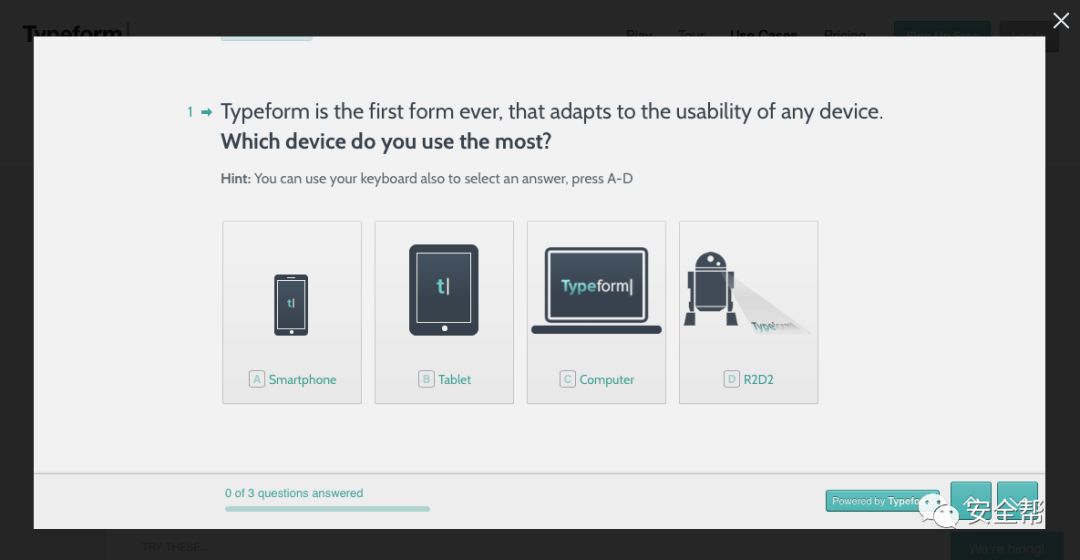 Typeform
Play Tour Use Cases Pricing
1 → Typeform is the first form ever, that adapts to the usability of any device.
Which device do you use the most?
Hint: You can use your keyboard also to select an answer, press A-D
t|
t|
Typeform|
Typeform
A Smartphone
B Tablet
C Computer
D R2D2
0 of 3 questions answered
Powered by Typeform
安全帮
TRY THESE...
We're hiring!